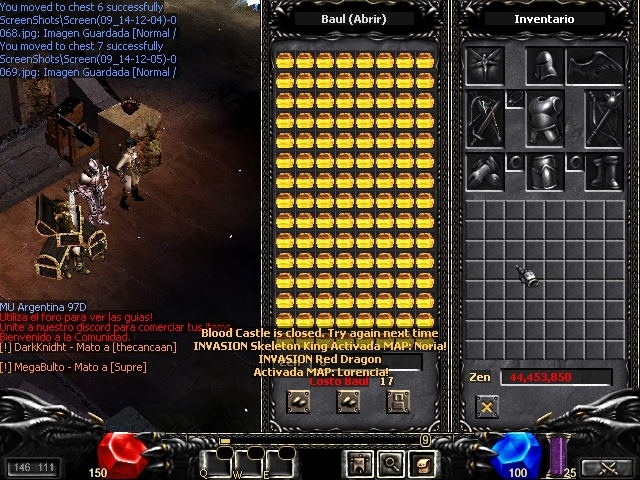 You moved to chest 6 successfully
ScreenShots\Screen(09_14-12-04)-0
068.jpg: Imagen Guardada [Normal /
You moved to chest 7 successfully
ScreenShots\Screen(09_14-12-05)-0
069.jpg: Imagen Guardada [Normal /
Baul (Abrir)
Inventario
MU Argentina 97D
Utiliza el foro para ver las guias!
Unite a nuestro discord para comerciar tus items
Bienvenido a la Comunidad.
[!] DarkKnidht - Mato a [thecancaan]
[!] MegaBulto - Mato a [Supre]
Blood Castle is closed. Try again next time
INVASION Skeleton King Activada MAP: Noria!
INVASION Red Dragon
Activada MAP: Lorencia!
Costo Baul 17
Zen 44,453,850
9
146 111
150
Q
W
E
100
25